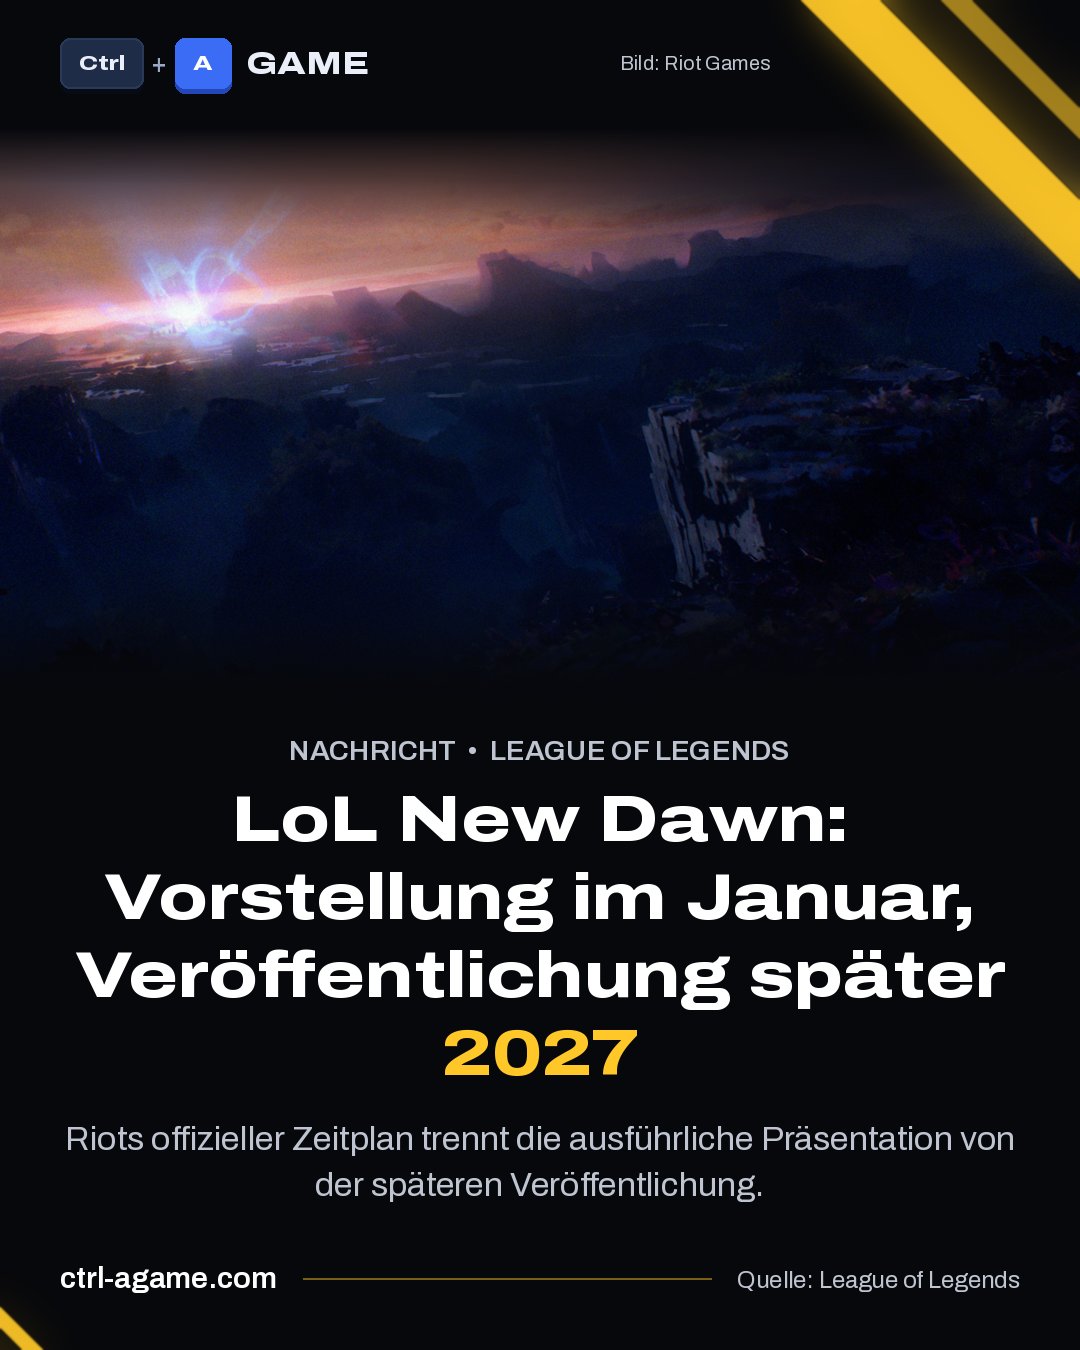 Ctrl + A GAME
Bild: Riot Games
NACHRICHT • LEAGUE OF LEGENDS
LoL New Dawn:
Vorstellung im Januar,
Veröffentlichung später
2027
Riots offizieller Zeitplan trennt die ausführliche Präsentation von
der späteren Veröffentlichung.
ctrl-agame.com
Quelle: League of Legends